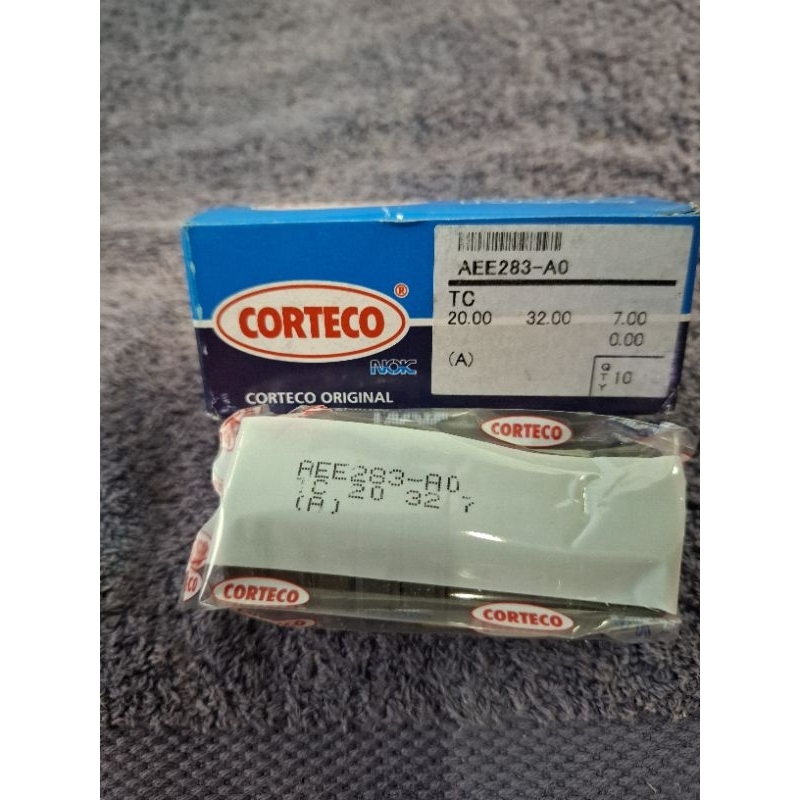 AEE283-A0
TC
20.00 32.00 7.00
0.00
(A)
QTY 10
CORTECO ®
NOK
CORTECO ORIGINAL
CORTECO
AEE283-A0
TC 20 32 7
(A)
CORTECO
CORTECO
CO